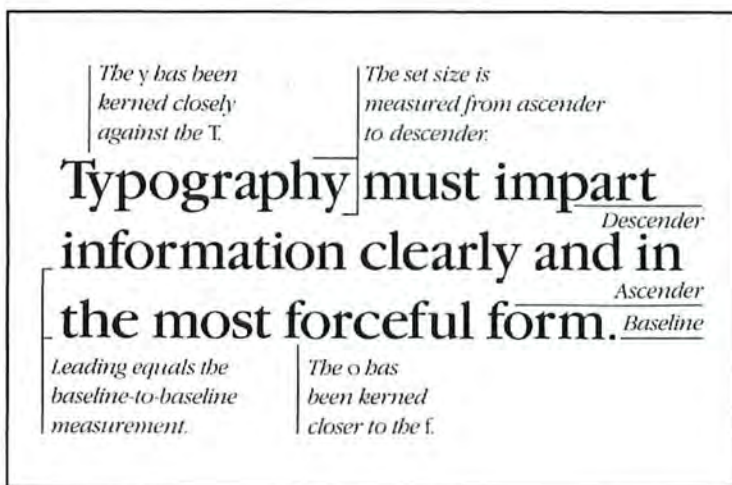 The y has been
kerned closely
against the T.
The set size is
measured from ascender
to descender.
Typography must impart
Descender
information clearly and in
Ascender
the most forceful form.
Baseline
Leading equals the
baseline-to-baseline
measurement.
The o has
been kerned
closer to the f.